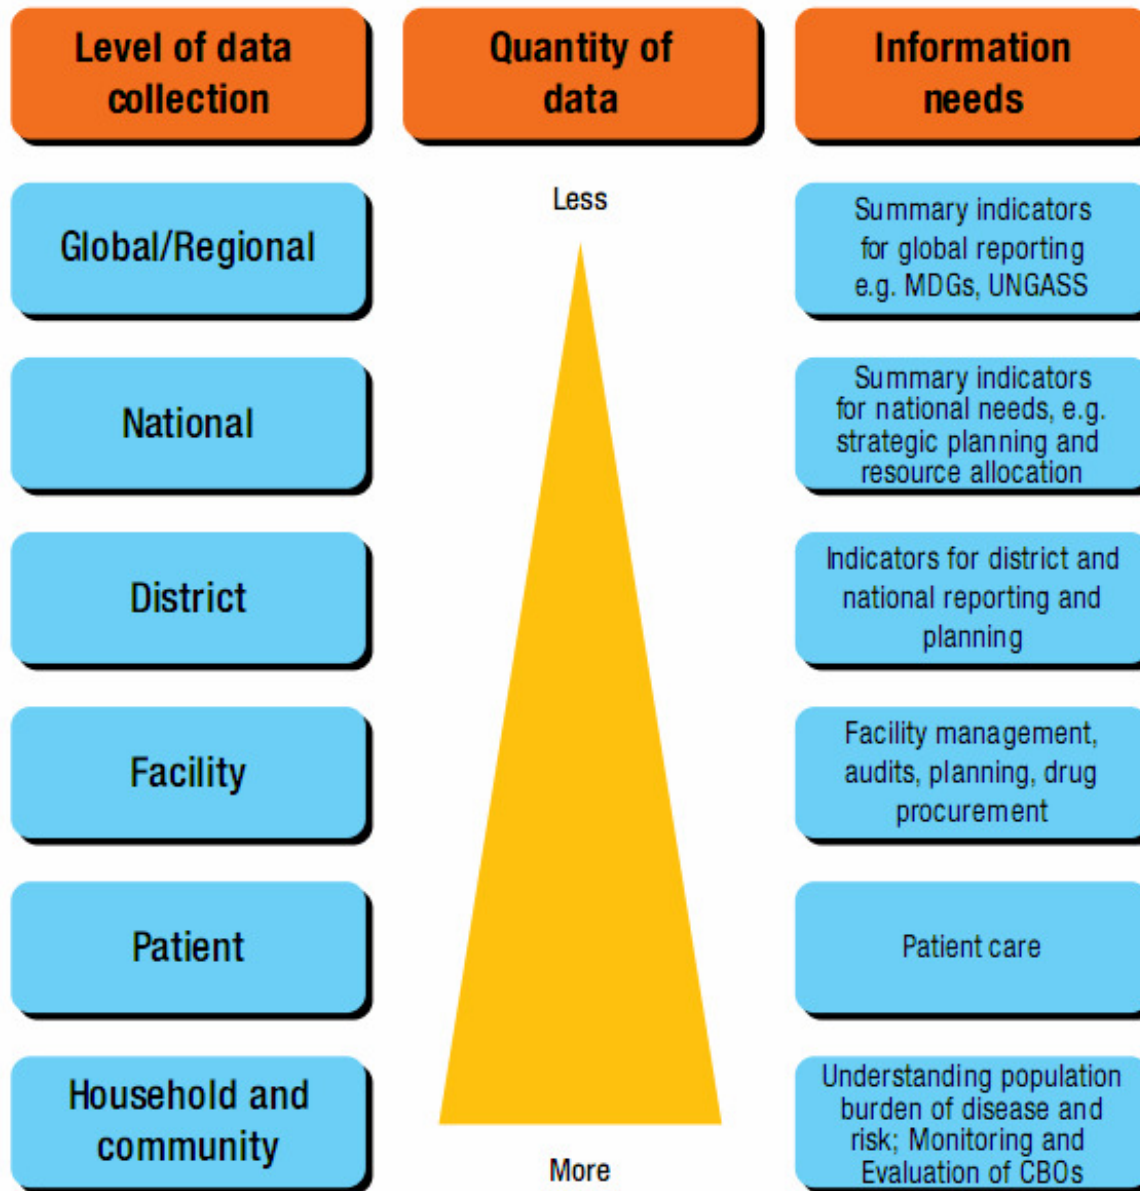 Level of data
collection
Quantity of
data
Information
needs
Less
Global/Regional
Summary indicators
for global reporting
e.g. MDGs, UNGASS
National
Summary indicators
for national needs, e.g.
strategic planning and
resource allocation
District
Indicators for district and
national reporting and
planning
Facility
Facility management,
audits, planning, drug
procurement
Patient
Patient care
Household and
community
Understanding population
burden of disease and
risk; Monitoring and
Evaluation of CBOs
More